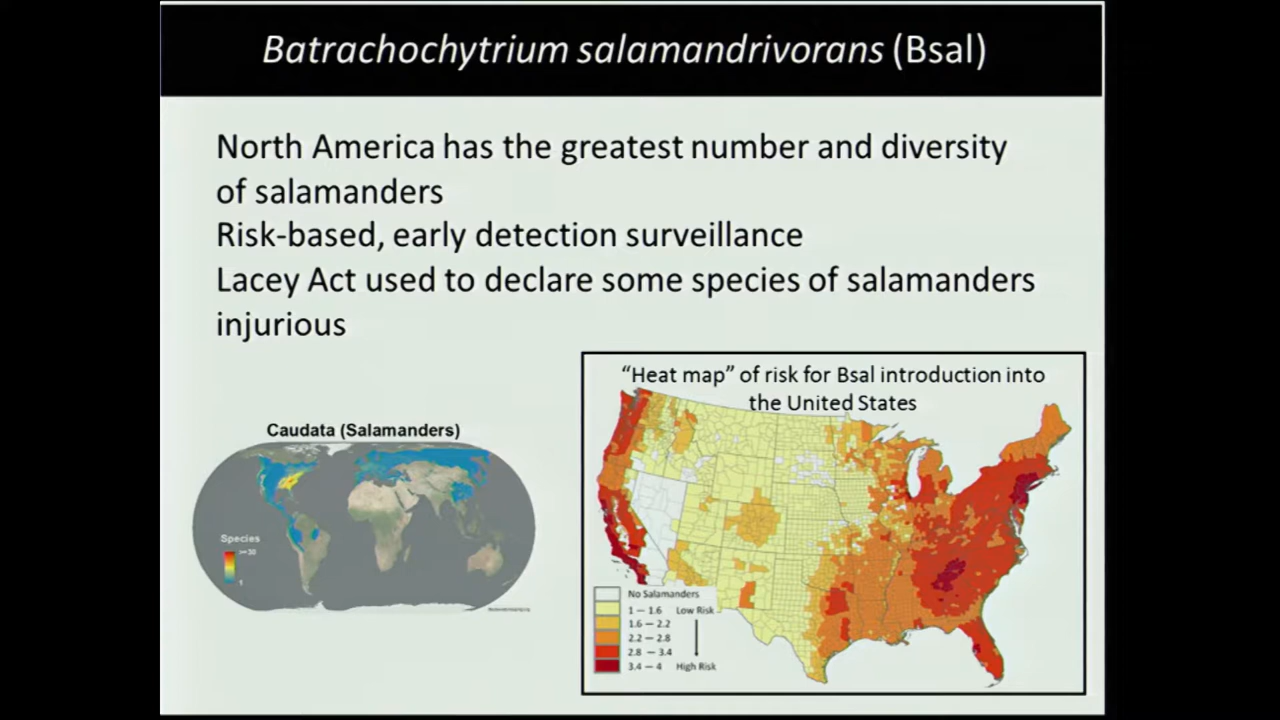 Batrachochytrium salamandrivorans (Bsal)
North America has the greatest number and diversity
of salamanders
Risk-based, early detection surveillance
Lacey Act used to declare some species of salamanders
injurious
Caudata (Salamanders)
Species
>=30
1
“Heat map” of risk for Bsal introduction into
the United States
No Salamanders
1 — 1.6 Low Risk
1.6 — 2.2
2.2 — 2.8
2.8 — 3.4
3.4 — 4 High Risk